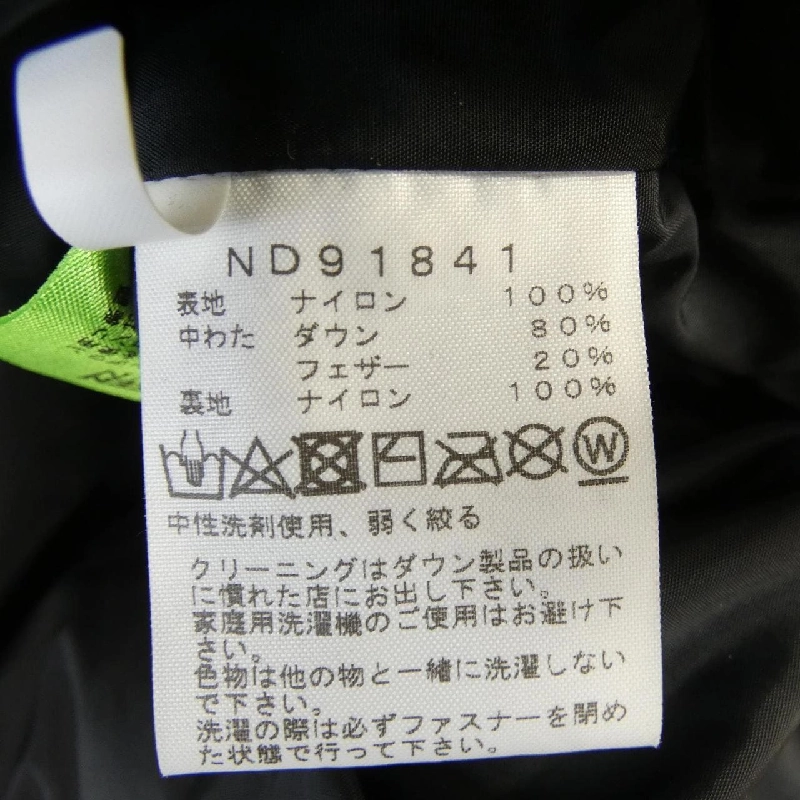 ND91841
表地 ナイロン 100%
中わた ダウン 80%
フェザー 20%
裏地 ナイロン 100%
W
中性洗剤使用、弱く絞る
クリーニングはダウン製品の扱い
に慣れた店にお出し下さい。
家庭用洗濯機のご使用はお避け下
さい。
色物は他の物と一緒に洗濯しない
で下さい。
洗濯の際は必ずファスナーを閉め
た状態で行って下さい。